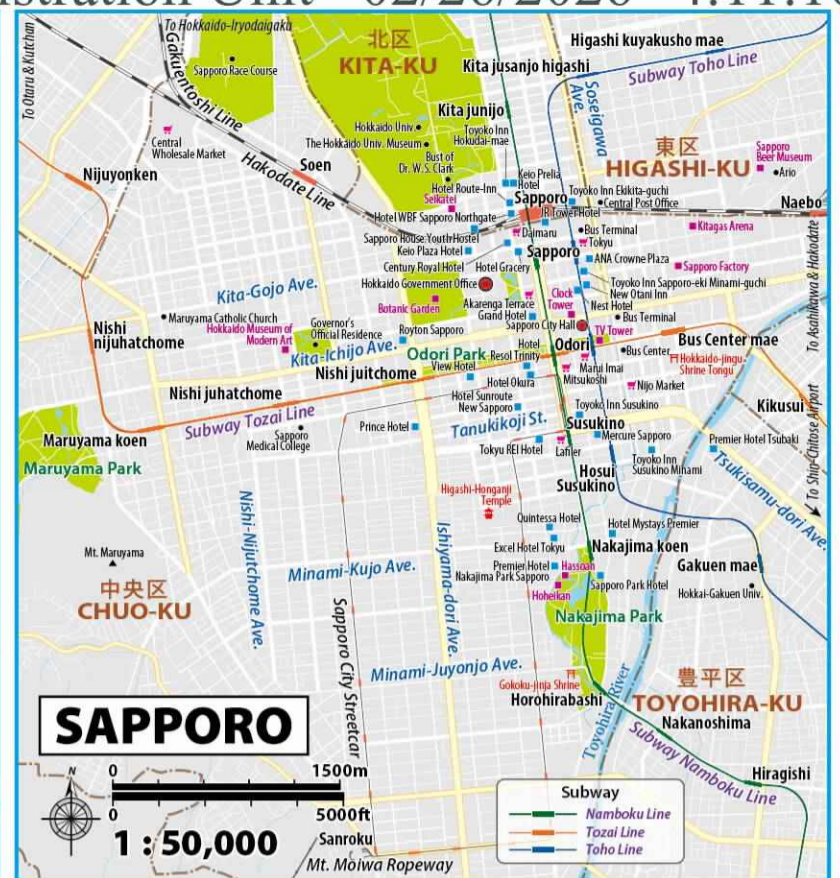 istration Unit - 02/26/2026 - 4:11:1
To Otaru & Kutchan
To Hokkaido-Iryodaigaku
Gakuentoshi Line
Sapporo Race Course
北区
KITA-KU
Kita jusanjo higashi
Higashi kuyakusho mae
Subway Toho Line
Soseigawa Ave.
Kita junijo
Hokkaido Univ.
Toyoko Inn
Hokudai-mae
The Hokkaido Univ. Museum
Bust of
Dr. W. S. Clark
東区
HIGASHI-KU
Sapporo
Beer Museum
Ario
Central
Wholesale Market
Soen
Hakodate Line
Nijuyonken
Keio Prelia
Hotel
Hotel Route-Inn
Seikatei
Sapporo
Toyoko Inn Ekikita-guchi
Central Post Office
Naebo
Hotel WBF Sapporo Northgate
JR Tower Hotel
Daimaru
Bus Terminal
Kitagas Arena
Sapporo House Youth Hostel
Tokyu
Keio Plaza Hotel
Sapporo
ANA Crowne Plaza
Sapporo Factory
Century Royal Hotel
Hotel Gracery
Hokkaido Government Office
Toyoko Inn Sapporo-eki Minami-guchi
New Otani Inn
To Asahikawa & Hakodate
Kita-Gojo Ave.
Botanic Garden
Akarenga Terrace
Clock
Tower
Nest Hotel
Grand Hotel
Bus Terminal
Maruyama Catholic Church
Governor's
Official Residence
Sapporo City Hall
TV Tower
Nishi
nijuhatchome
Hokkaido Museum of
Modern Art
Royton Sapporo
Hotel
Resol Trinity
Odori
Bus Center
Bus Center mae
Kita-Ichijo Ave.
Odori Park
Hokkaido-jingu
Shrine Tongu
Nishi juitchome
View Hotel
Marui Imai
Mitsukoshi
Nijo Market
Nishi juhatchome
Hotel Okura
Kikusui
Hotel Sunroute
New Sapporo
Toyoko Inn Susukino
Subway Tozai Line
Sapporo
Medical College
Prince Hotel
Tanukikoji St.
Susukino
Maruyama koen
Mercure Sapporo
Premier Hotel Tsubaki
Tokyu REI Hotel
Lafiler
Toyoko Inn
Susukino Minami
Maruyama Park
Hosui
Susukino
Tsukisamu-dori Ave.
To Shin-Chitose Airport
Higashi-Honganji
Temple
Nishi-Nijutchome Ave.
Ishiyama-dori Ave.
Quintessa Hotel
Hotel Mystays Premier
Mt. Maruyama
Excel Hotel Tokyu
Nakajima koen
Gakuen mae
Minami-Kujo Ave.
Premier Hotel
Nakajima Park Sapporo
Hassoan
Sapporo Park Hotel
Hokkai-Gakuen Univ.
中央区
CHUO-KU
Hoheikan
Nakajima Park
Sapporo City Streetcar
Minami-Juyonjo Ave.
豊平区
TOYOHIRA-KU
Gokoku-jinja Shrine
Horohirabashi
Toyohira River
Nakanoshima
SAPPORO
Subway Namboku Line
Hiragishi
N
0 1500m
0 5000ft
1 : 50,000
Sanroku
Mt. Moiwa Ropeway
Subway
Namboku Line
Tozai Line
Toho Line